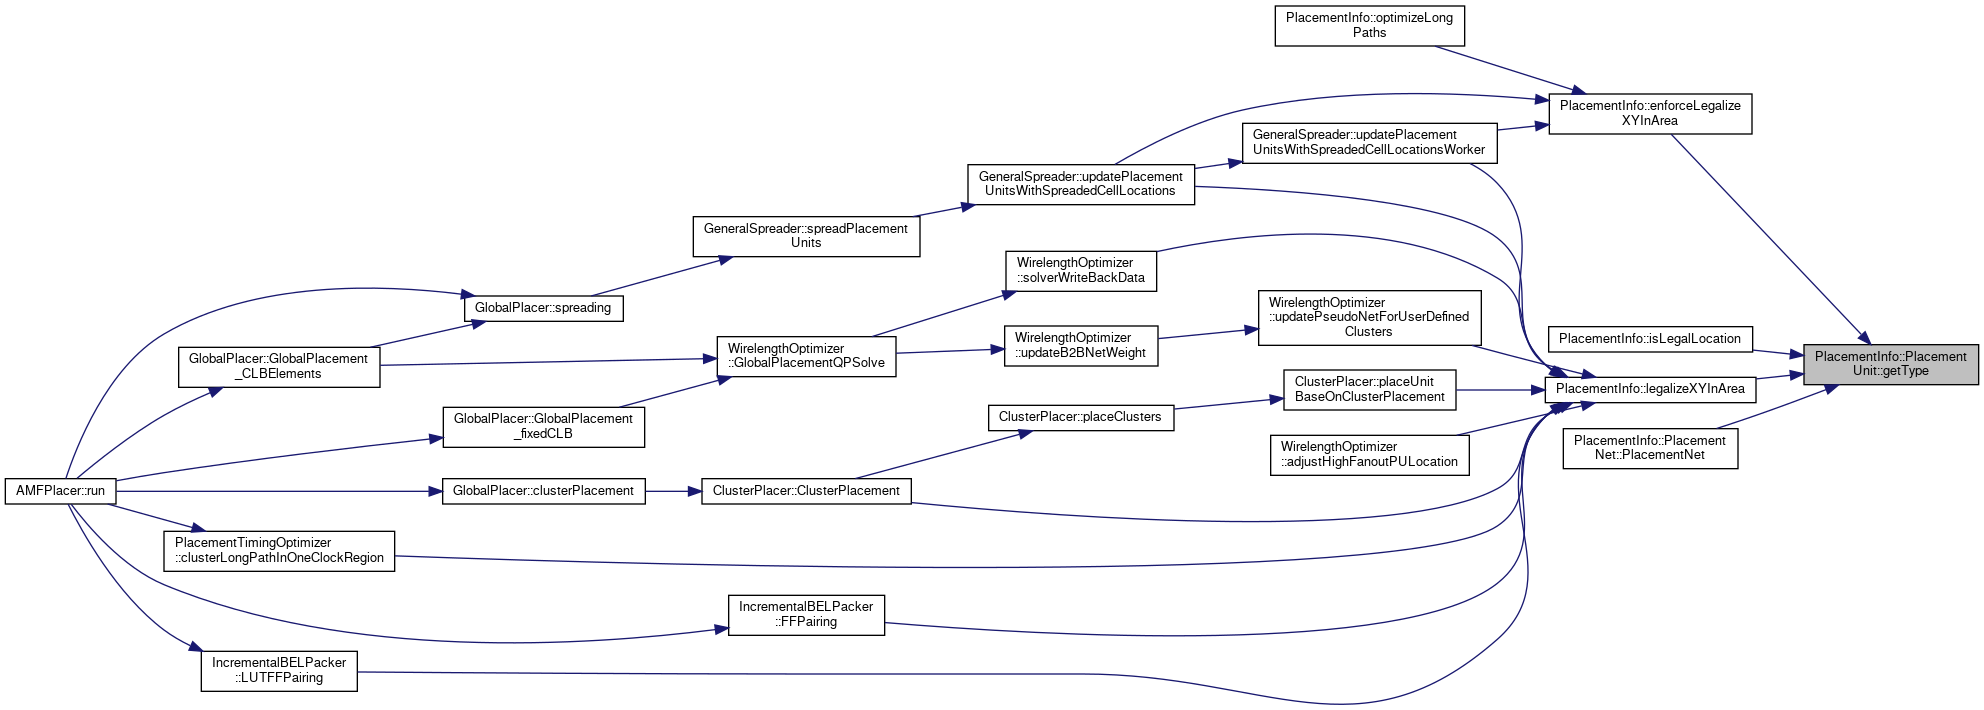 PlacementInfo::optimizeLong
Paths
PlacementInfo::enforceLegalize
XYInArea
GeneralSpreader::updatePlacement
UnitsWithSpreadedCellLocationsWorker
GeneralSpreader::updatePlacement
UnitsWithSpreadedCellLocations
GeneralSpreader::spreadPlacement
Units
WirelengthOptimizer
::solverWriteBackData
GlobalPlacer::spreading
WirelengthOptimizer
::updatePseudoNetForUserDefined
Clusters
WirelengthOptimizer
::updateB2BNetWeight
PlacementInfo::isLegalLocation
GlobalPlacer::GlobalPlacement
_CLBElements
WirelengthOptimizer
::GlobalPlacementQPSolve
PlacementInfo::Placement
Unit::getType
ClusterPlacer::placeUnit
BaseOnClusterPlacement
PlacementInfo::legalizeXYInArea
GlobalPlacer::GlobalPlacement
_fixedCLB
ClusterPlacer::placeClusters
WirelengthOptimizer
::adjustHighFanoutPULocation
PlacementInfo::Placement
Net::PlacementNet
AMFPlacer::run
GlobalPlacer::clusterPlacement
ClusterPlacer::ClusterPlacement
PlacementTimingOptimizer
::clusterLongPathInOneClockRegion
IncrementalBELPacker
::FFPairing
IncrementalBELPacker
::LUTFFPairing